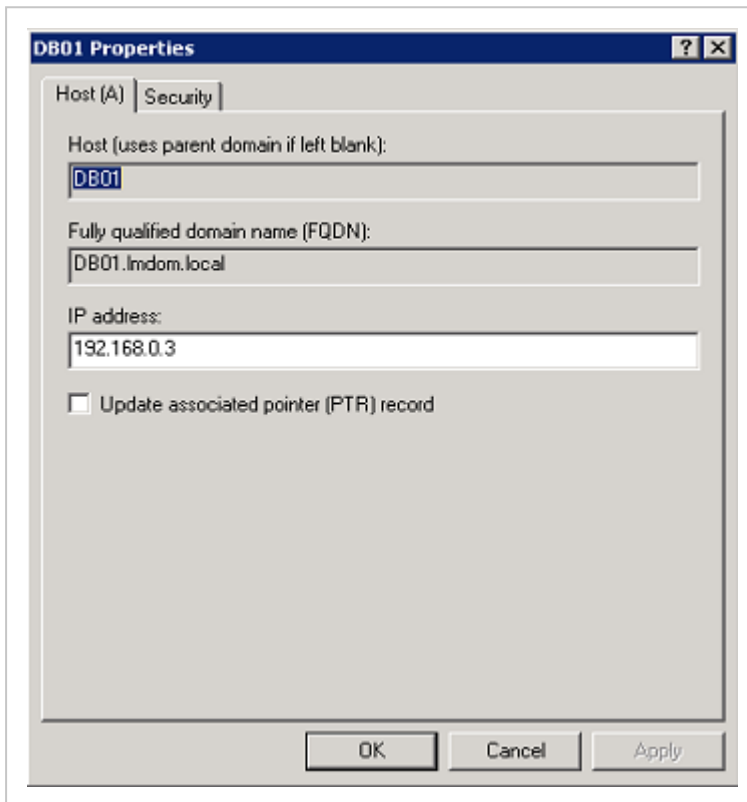 DB01 Properties
Host (A)
Security
Host (uses parent domain if left blank):
DB01
Fully qualified domain name (FQDN):
DB01.lmdom.local
IP address:
192.168.0.3
Update associated pointer (PTR) record
OK
Cancel
Apply